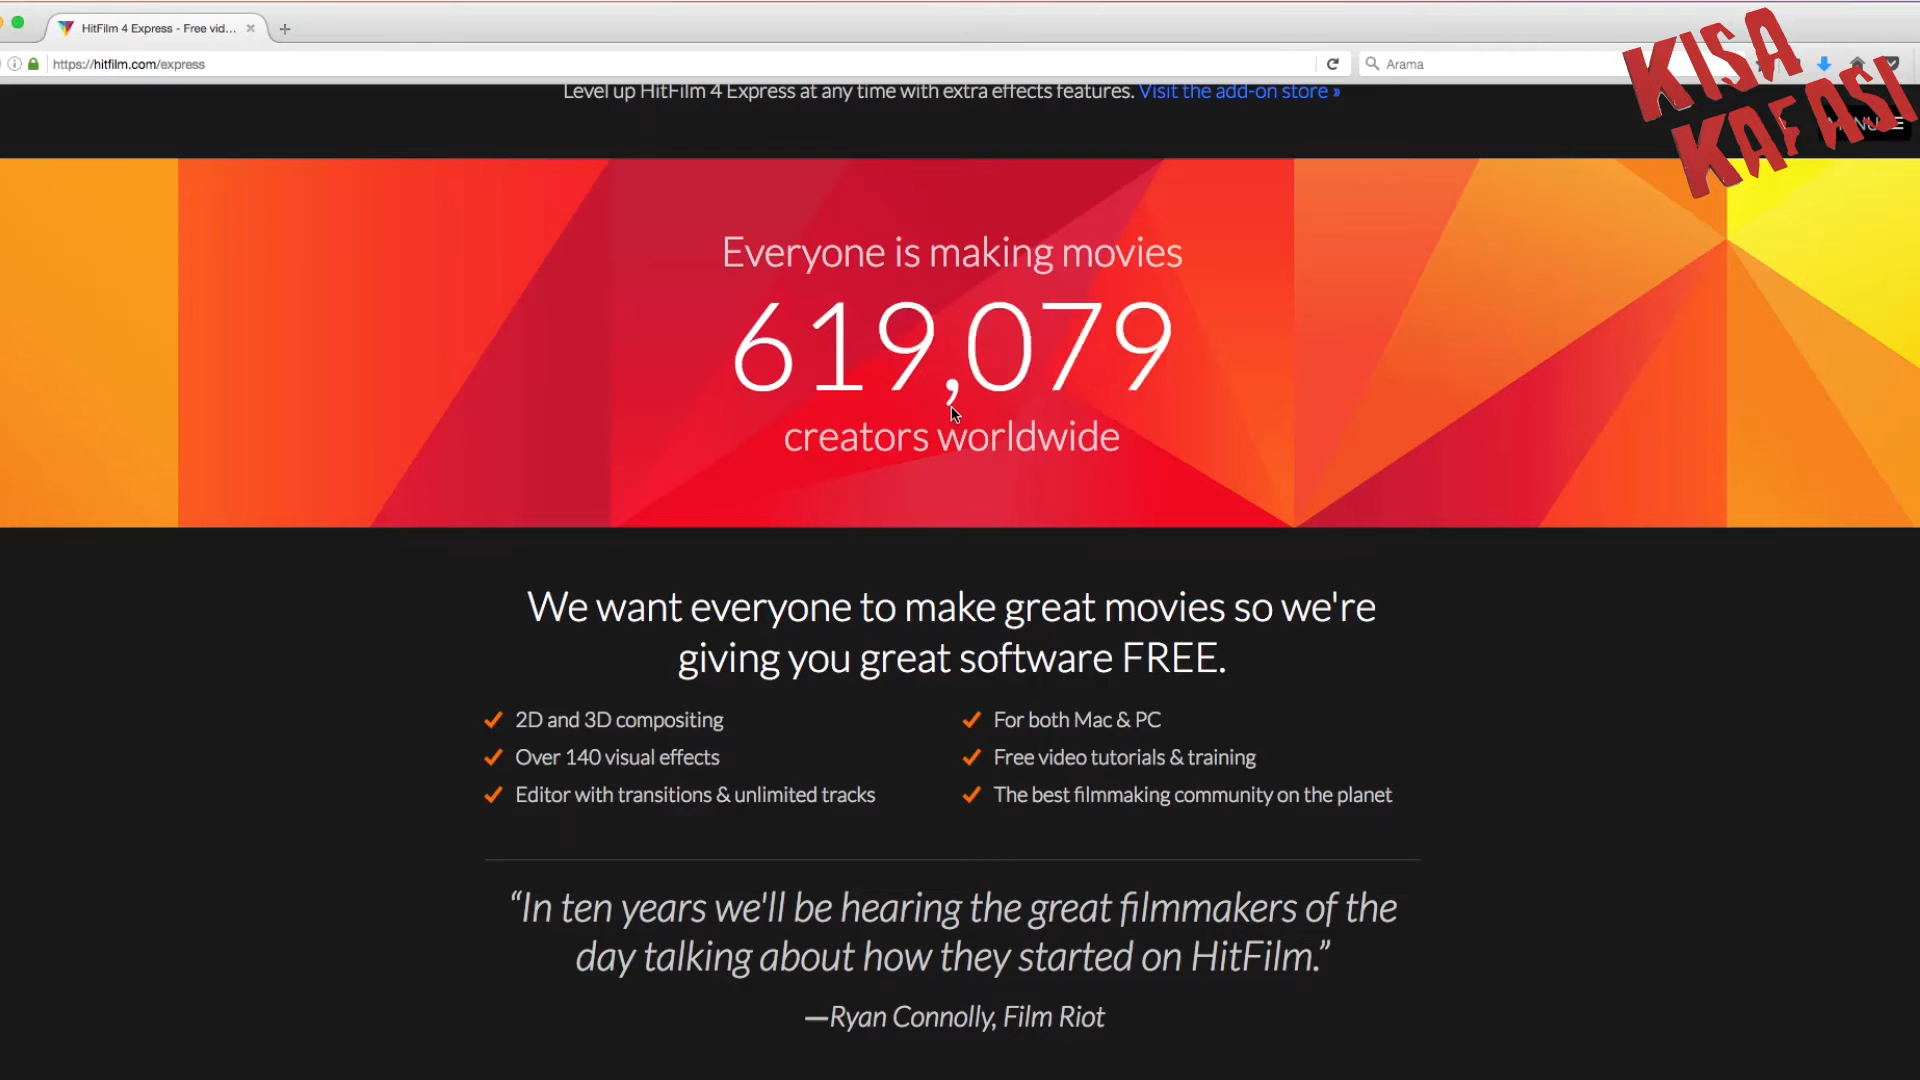 HitFilm 4 Express - Free vid...
https://hitfilm.com/express
Arama
KISA
KAFASI
Level up HitFilm 4 Express at any time with extra effects features. Visit the add-on store »
MENU
Everyone is making movies
619,079
creators worldwide
We want everyone to make great movies so we're
giving you great software FREE.
2D and 3D compositing
Over 140 visual effects
Editor with transitions & unlimited tracks
For both Mac & PC
Free video tutorials & training
The best filmmaking community on the planet
“In ten years we'll be hearing the great filmmakers of the
day talking about how they started on HitFilm.”
—Ryan Connolly, Film Riot